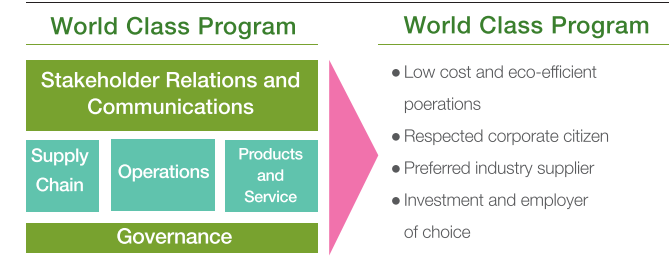 World Class Program
Stakeholder Relations and
Communications
Supply
Chain
Operations
Products
and
Service
Governance
World Class Program
● Low cost and eco-efficient
poerations
● Respected corporate citizen
● Preferred industry supplier
● Investment and employer
of choice